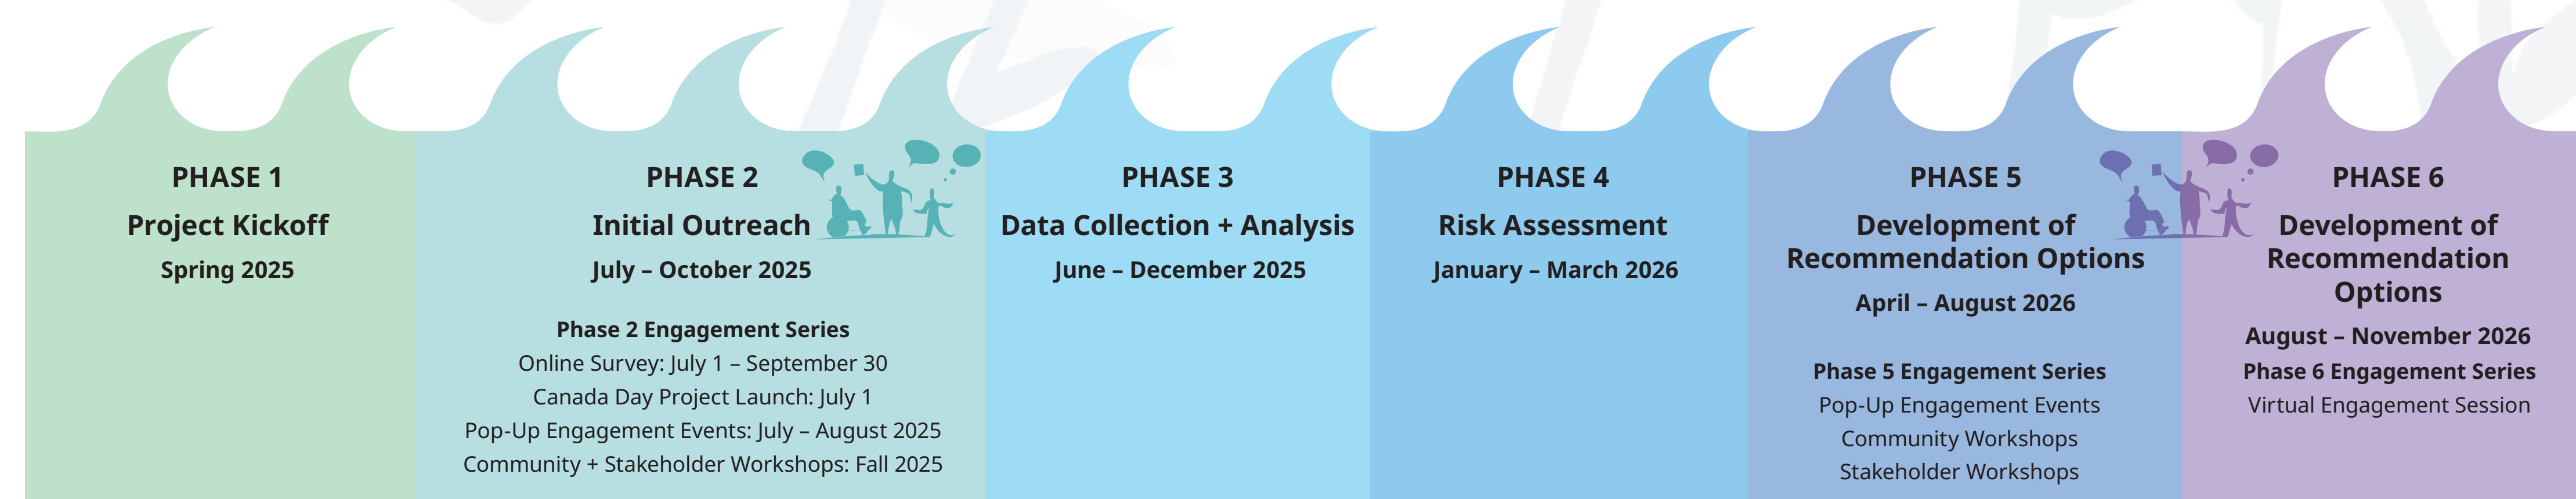 PHASE 1
Project Kickoff
Spring 2025
PHASE 2
Initial Outreach
July – October 2025
Phase 2 Engagement Series
Online Survey: July 1 – September 30
Canada Day Project Launch: July 1
Pop-Up Engagement Events: July – August 2025
Community + Stakeholder Workshops: Fall 2025
PHASE 3
Data Collection + Analysis
June – December 2025
PHASE 4
Risk Assessment
January – March 2026
PHASE 5
Development of
Recommendation Options
April – August 2026
Phase 5 Engagement Series
Pop-Up Engagement Events
Community Workshops
Stakeholder Workshops
PHASE 6
Development of
Recommendation
Options
August – November 2026
Phase 6 Engagement Series
Virtual Engagement Session